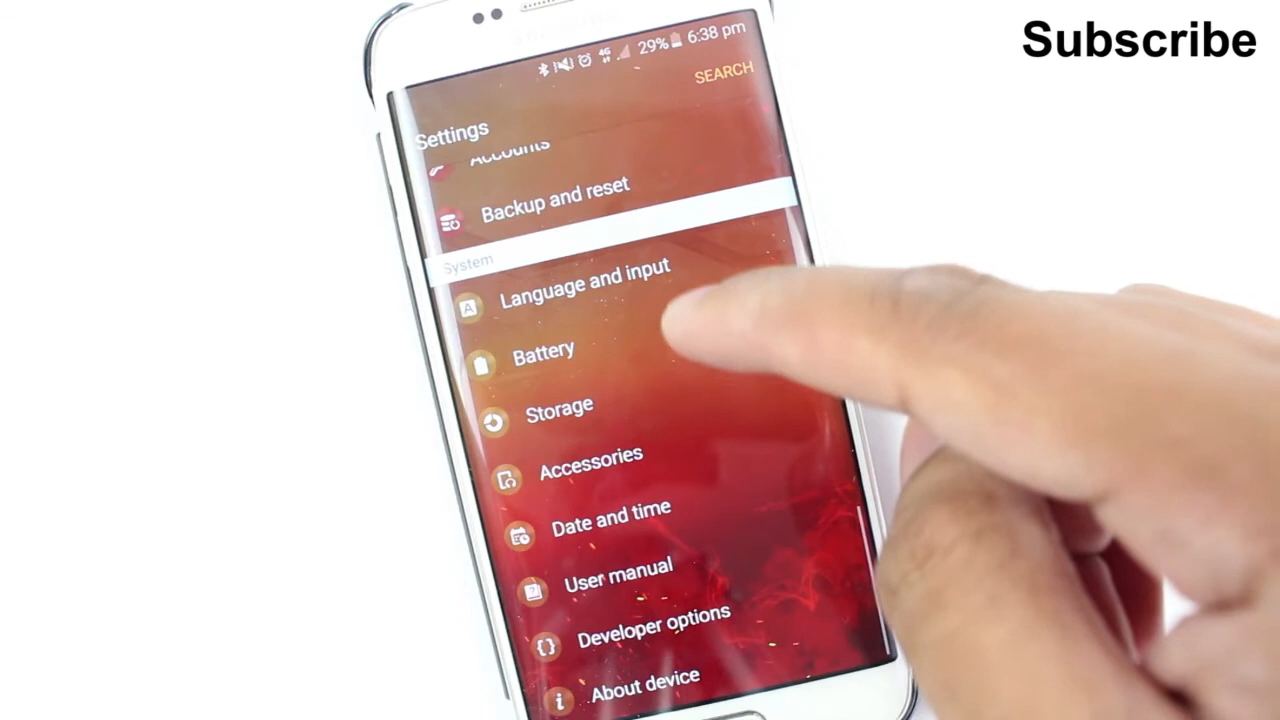 Subscribe
29% 6:38 pm
SEARCH
Settings
Accounts
Backup and reset
System
Language and input
Battery
Storage
Accessories
Date and time
User manual
Developer options
About device